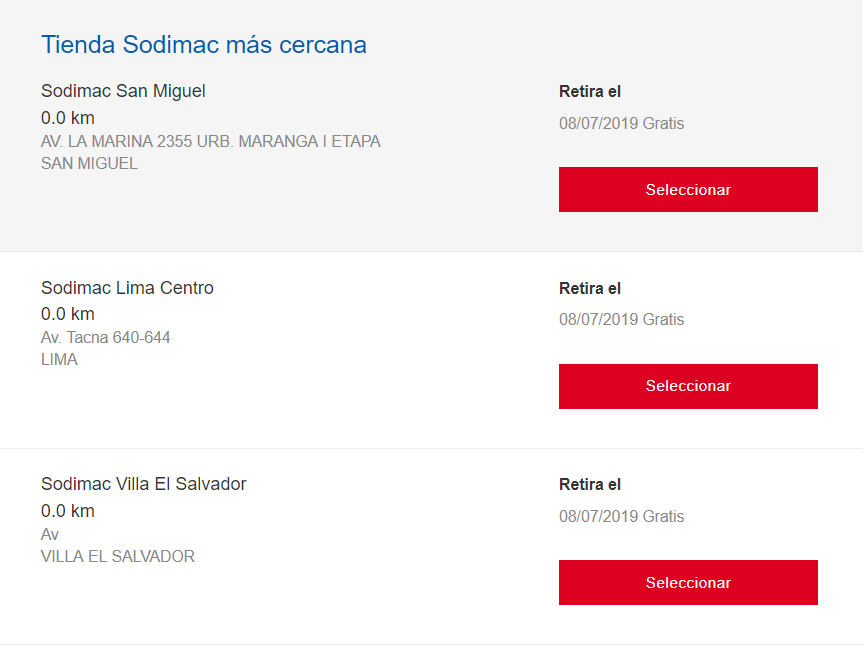 Tienda Sodimac más cercana
Sodimac San Miguel
0.0 km
AV. LA MARINA 2355 URB. MARANGA I ETAPA
SAN MIGUEL
Retira el
08/07/2019 Gratis
Seleccionar
Sodimac Lima Centro
0.0 km
Av. Tacna 640-644
LIMA
Retira el
08/07/2019 Gratis
Seleccionar
Sodimac Villa El Salvador
0.0 km
Av
VILLA EL SALVADOR
Retira el
08/07/2019 Gratis
Seleccionar